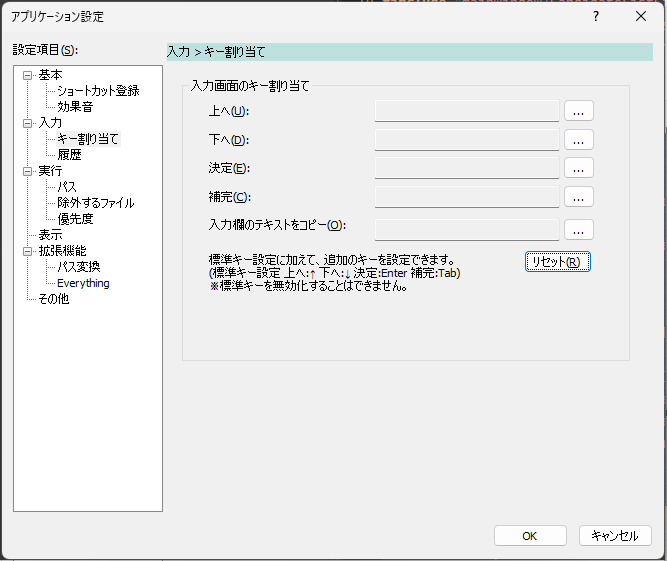 アプリケーション設定
設定項目(S):
基本
ショートカット登録
効果音
入力
キー割り当て
履歴
実行
パス
除外するファイル
優先度
表示
拡張機能
パス変換
Everything
その他
入力 > キー割り当て
入力画面のキー割り当て
上へ(U):
...
下へ(D):
...
決定(E):
...
補完(C):
...
入力欄のテキストをコピー(O):
...
標準キー設定に加えて、追加のキーを設定できます。
(標準キー設定 上へ:↑ 下へ:↓ 決定:Enter 補完:Tab)
※標準キーを無効化することはできません。
リセット(R)
OK
キャンセル